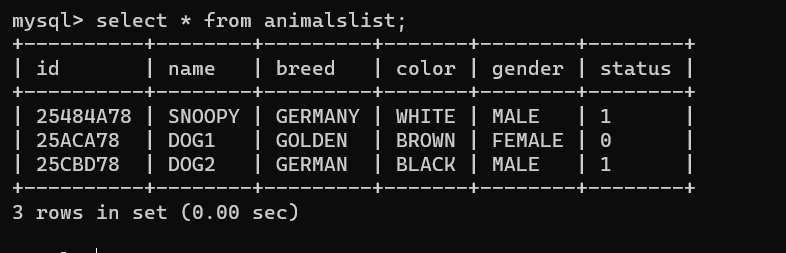 mysql> select * from animalslist;
+----------+--------+---------+-------+--------+--------+
| id       | name   | breed   | color | gender | status |
+----------+--------+---------+-------+--------+--------+
| 25484A78 | SNOOPY | GERMANY | WHITE | MALE   | 1      |
| 25ACA78  | DOG1   | GOLDEN  | BROWN | FEMALE | 0      |
| 25CBD78  | DOG2   | GERMAN  | BLACK | MALE   | 1      |
+----------+--------+---------+-------+--------+--------+
3 rows in set (0.00 sec)